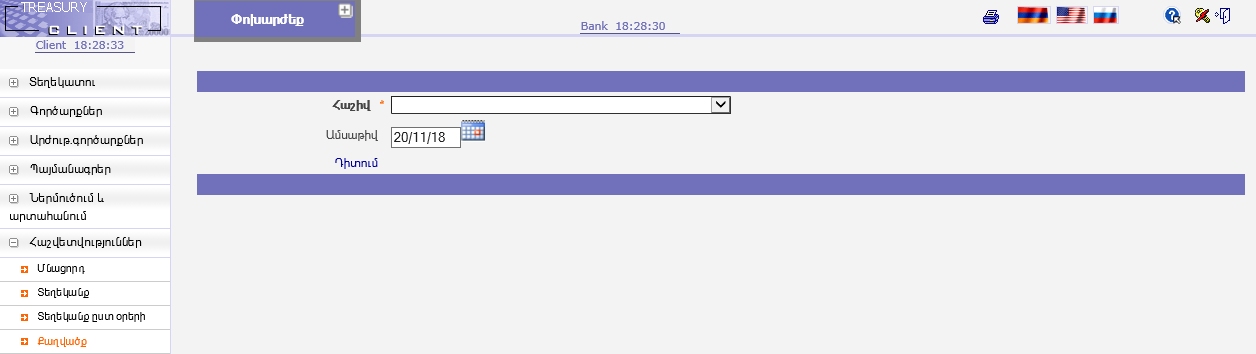 TREASURY
CLIENT
Client 18:28:33
Փոխարժեք
Bank 18:28:30
Տեղեկատու
Գործարքներ
Արժութ.գործարքներ
Պայմանագրեր
Ներմուծում և
արտահանում
Հաշվետվություններ
Մնացորդ
Տեղեկանք
Տեղեկանք ըստ օրերի
Քաղվածք
Հաշիվ *
Ամսաթիվ 20/11/18
Դիտում